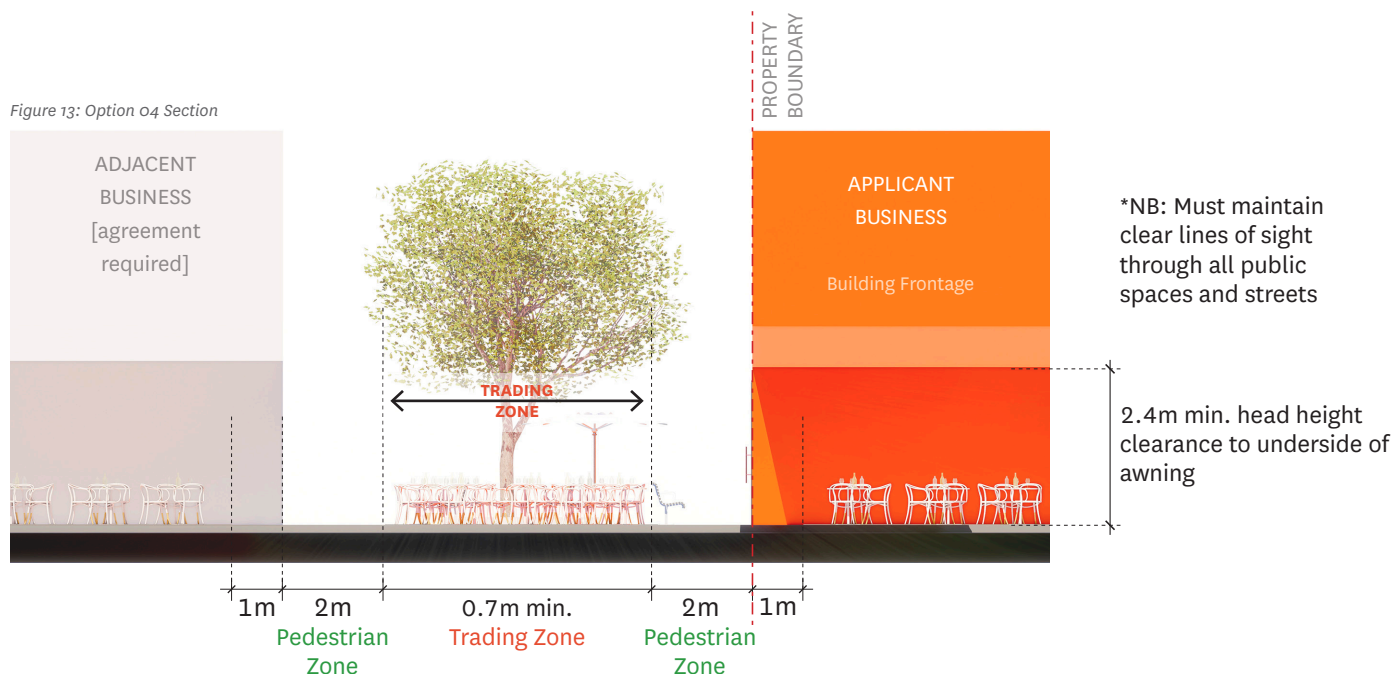 Figure 13: Option 04 Section
PROPERTY
BOUNDARY
ADJACENT
BUSINESS
[agreement
required]
APPLICANT
BUSINESS
Building Frontage
*NB: Must maintain
clear lines of sight
through all public
spaces and streets
TRADING
ZONE
2.4m min. head height
clearance to underside of
awning
1m
2m
0.7m min.
2m
1m
Pedestrian
Zone
Trading Zone
Pedestrian
Zone